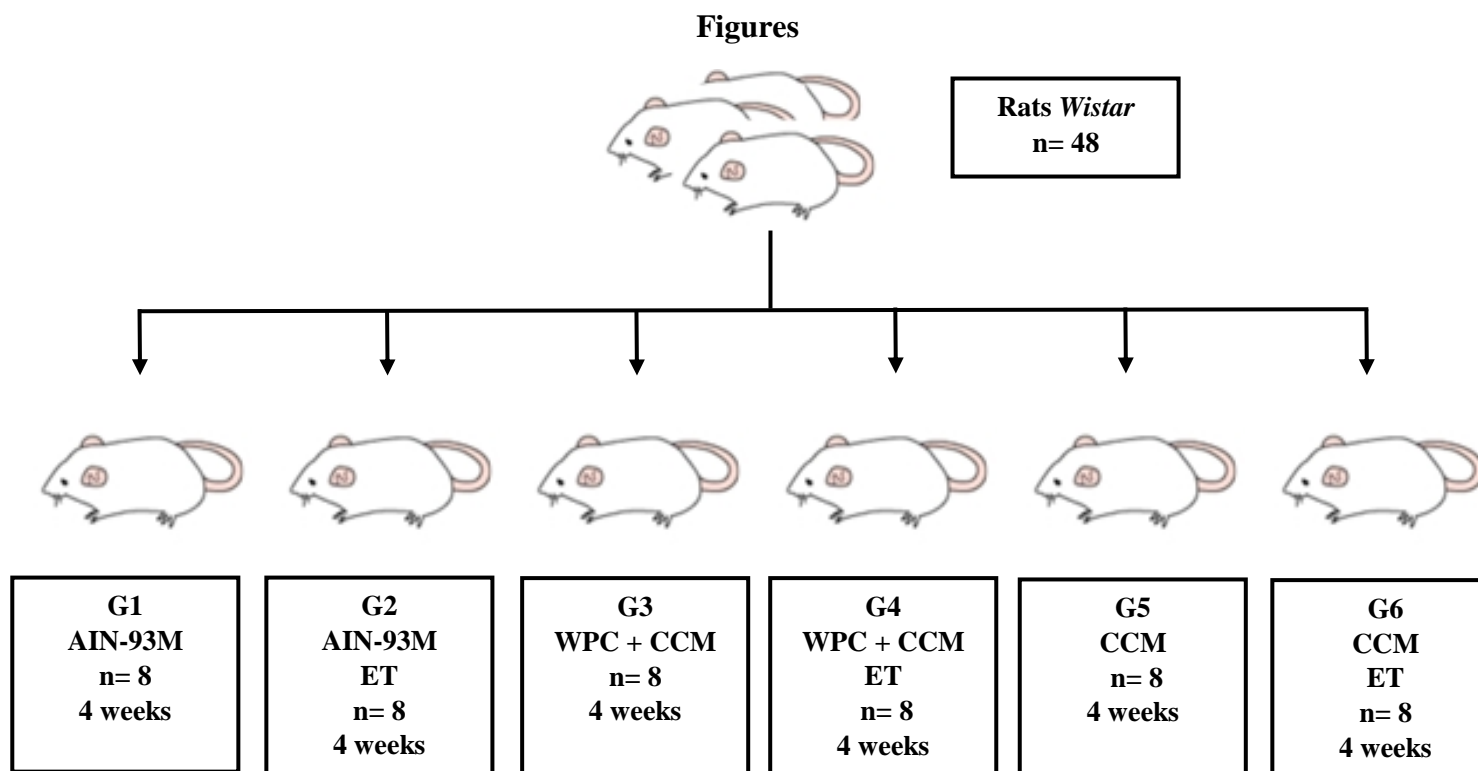 Figures
Rats Wistar
n= 48
G1
AIN-93M
n= 8
4 weeks
G2
AIN-93M
ET
n= 8
4 weeks
G3
WPC + CCM
n= 8
4 weeks
G4
WPC + CCM
ET
n= 8
4 weeks
G5
CCM
n= 8
4 weeks
G6
CCM
ET
n= 8
4 weeks